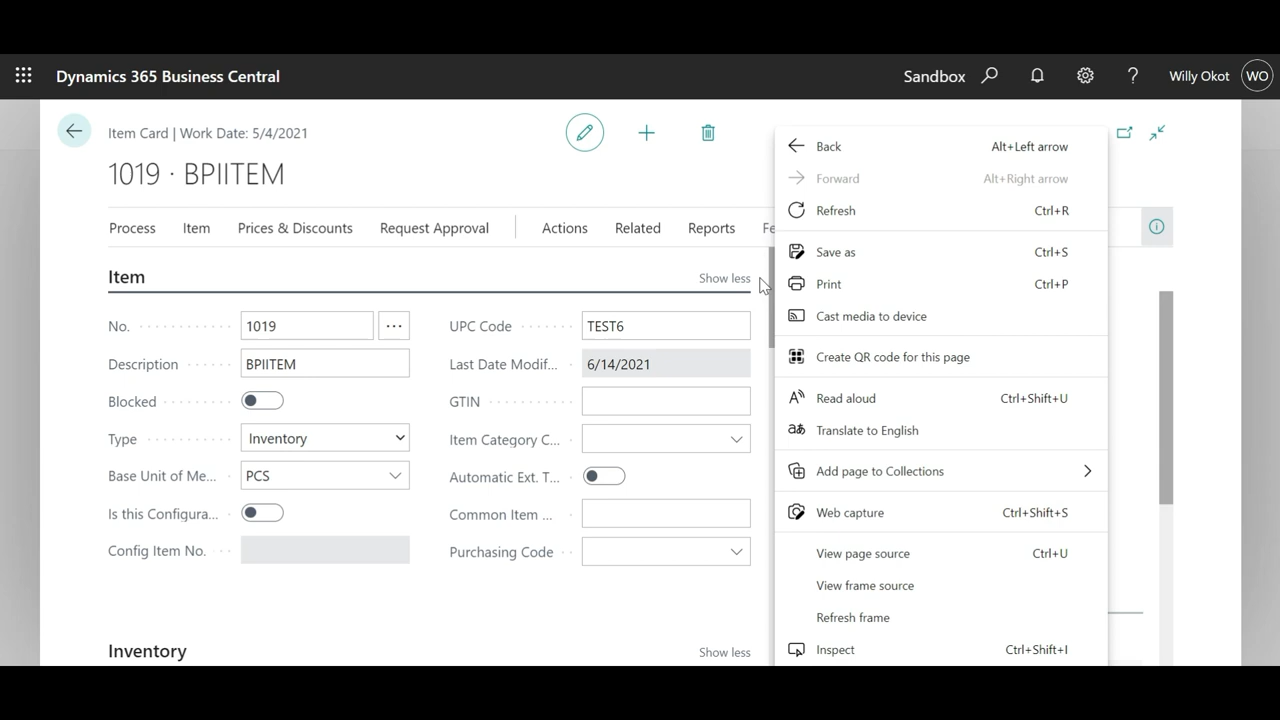 Dynamics 365 Business Central
Sandbox
?
Willy Okot
WO
Item Card | Work Date: 5/4/2021
1019 · BPIITEM
Process
Item
Prices & Discounts
Request Approval
Actions
Related
Reports
Fe
Item
Show less
No.
1019
...
Description
BPIITEM
Blocked
Type
Inventory
Base Unit of Me...
PCS
Is this Configura...
Config Item No.
UPC Code
TEST6
Last Date Modif...
6/14/2021
GTIN
Item Category C...
Automatic Ext. T...
Common Item ...
Purchasing Code
Inventory
Show less
Back Alt+Left arrow
Forward Alt+Right arrow
Refresh Ctrl+R
Save as Ctrl+S
Print Ctrl+P
Cast media to device
Create QR code for this page
Read aloud Ctrl+Shift+U
Translate to English
Add page to Collections
Web capture Ctrl+Shift+S
View page source Ctrl+U
View frame source
Refresh frame
Inspect Ctrl+Shift+I